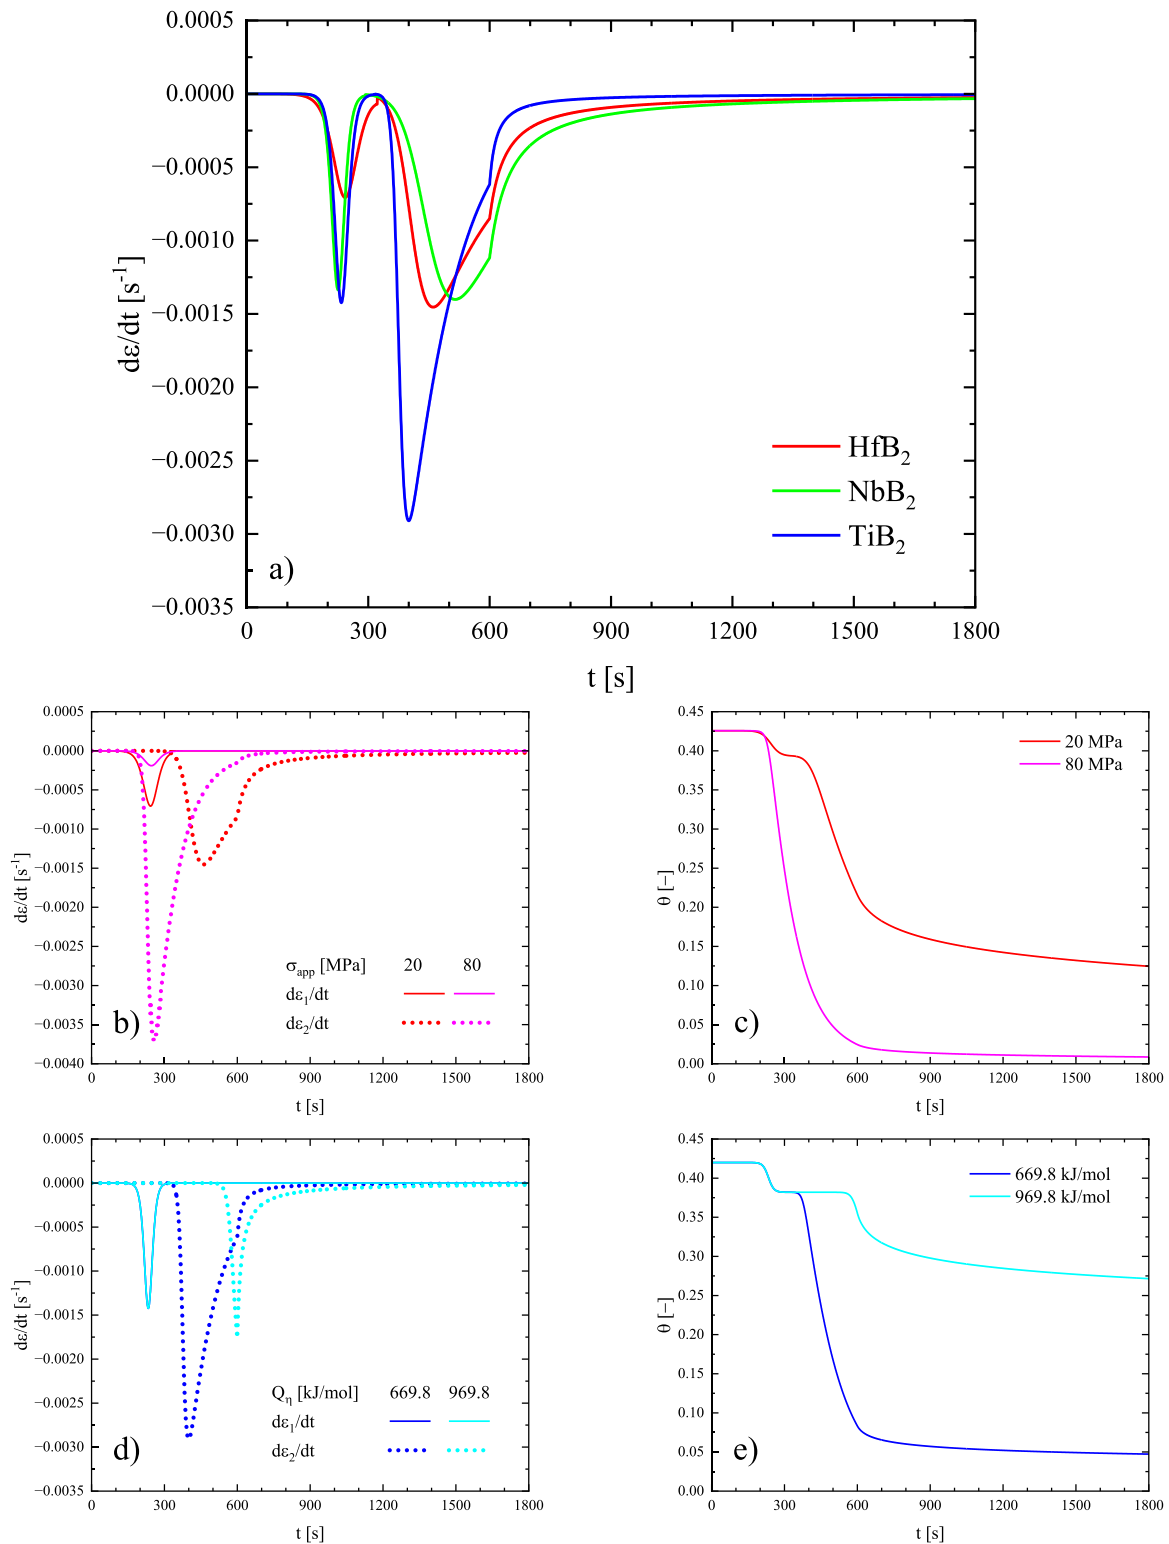 0.0005
0.0000
−0.0005
−0.0010
−0.0015
−0.0020
−0.0025
−0.0030
−0.0035
dε/dt [s⁻¹]
HfB₂
NbB₂
TiB₂
a)
0 300 600 900 1200 1500 1800
t [s]
0.0005
0.0000
−0.0005
−0.0010
−0.0015
−0.0020
−0.0025
−0.0030
−0.0035
−0.0040
dε/dt [s⁻¹]
σapp [MPa] 20 80
dε₁/dt
dε₂/dt
b)
0 300 600 900 1200 1500 1800
t [s]
0.45
0.40
0.35
0.30
0.25
0.20
0.15
0.10
0.05
0.00
θ [−]
20 MPa
80 MPa
c)
0 300 600 900 1200 1500 1800
t [s]
0.0005
0.0000
−0.0005
−0.0010
−0.0015
−0.0020
−0.0025
−0.0030
−0.0035
dε/dt [s⁻¹]
Qη [kJ/mol] 669.8 969.8
dε₁/dt
dε₂/dt
d)
0 300 600 900 1200 1500 1800
t [s]
0.45
0.40
0.35
0.30
0.25
0.20
0.15
0.10
0.05
0.00
θ [−]
669.8 kJ/mol
969.8 kJ/mol
e)
0 300 600 900 1200 1500 1800
t [s]